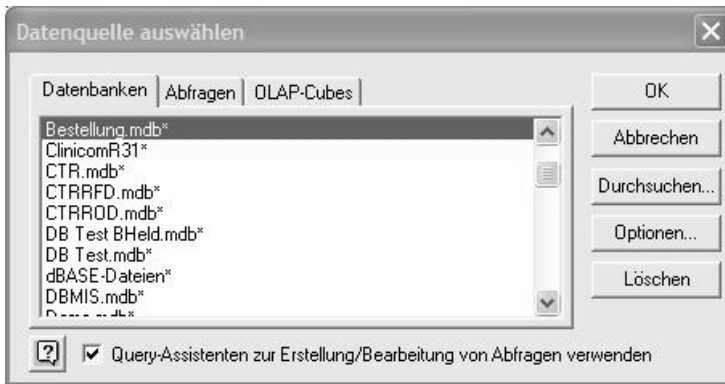 Datenquelle auswählen
Datenbanken Abfragen OLAP-Cubes
Bestellung.mdb*
ClinicomR31*
CTR.mdb*
CTRRFD.mdb*
CTRROD.mdb*
DB Test BHeld.mdb*
DB Test.mdb*
dBASE-Dateien*
DBMIS.mdb*
OK
Abbrechen
Durchsuchen...
Optionen...
Löschen
Query-Assistenten zur Erstellung/Bearbeitung von Abfragen verwenden